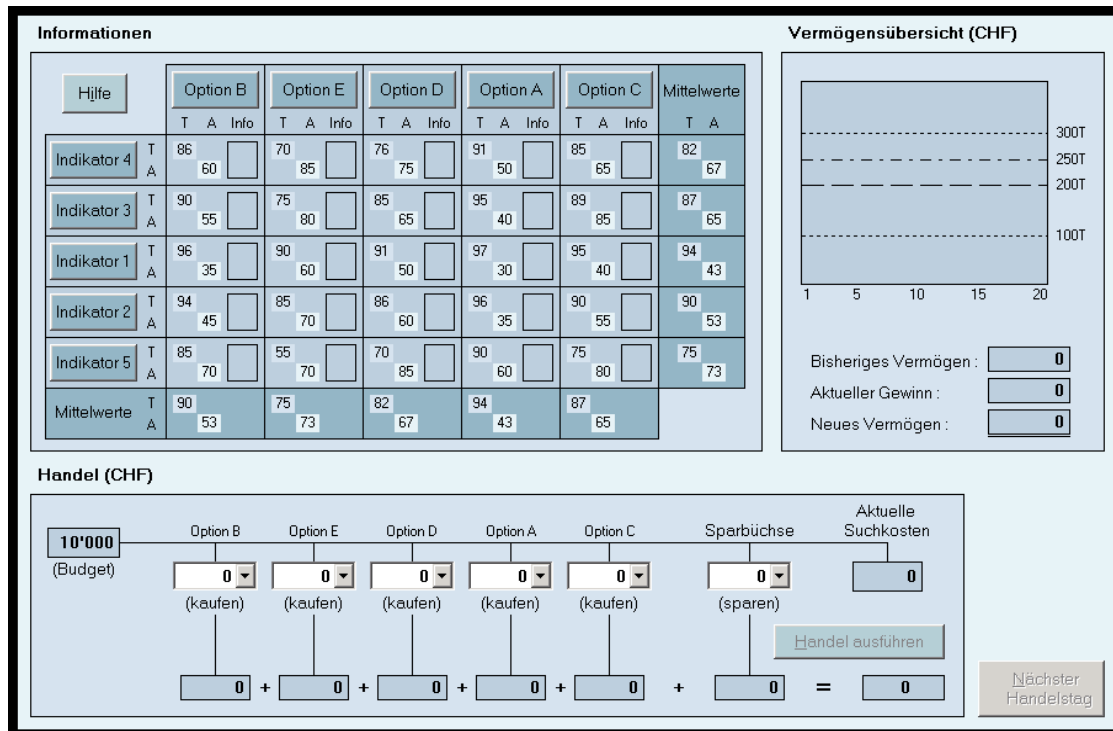 Informationen
Vermögensübersicht (CHF)
Hilfe Option B Option E Option D Option A Option C Mittelwerte
T A Info T A Info T A Info T A Info T A Info T A
Indikator 4 T 86 70 76 91 85 82
A 60 85 75 50 65 67
Indikator 3 T 90 75 85 95 89 87
A 55 80 65 40 85 65
Indikator 1 T 96 90 91 97 95 94
A 35 60 50 30 40 43
Indikator 2 T 94 85 86 96 90 90
A 45 70 60 35 55 53
Indikator 5 T 85 55 70 90 75 75
A 70 70 85 60 80 73
Mittelwerte T 90 75 82 94 87
A 53 73 67 43 65
300T
250T
200T
100T
1 5 10 15 20
Bisheriges Vermögen : 0
Aktueller Gewinn : 0
Neues Vermögen : 0
Handel (CHF)
10'000
(Budget)
Option B Option E Option D Option A Option C Sparbüchse Aktuelle Suchkosten
0 0 0 0 0 0 0
(kaufen) (kaufen) (kaufen) (kaufen) (kaufen) (sparen)
Handel ausführen
0 + 0 + 0 + 0 + 0 + 0 = 0
Nächster
Handelstag